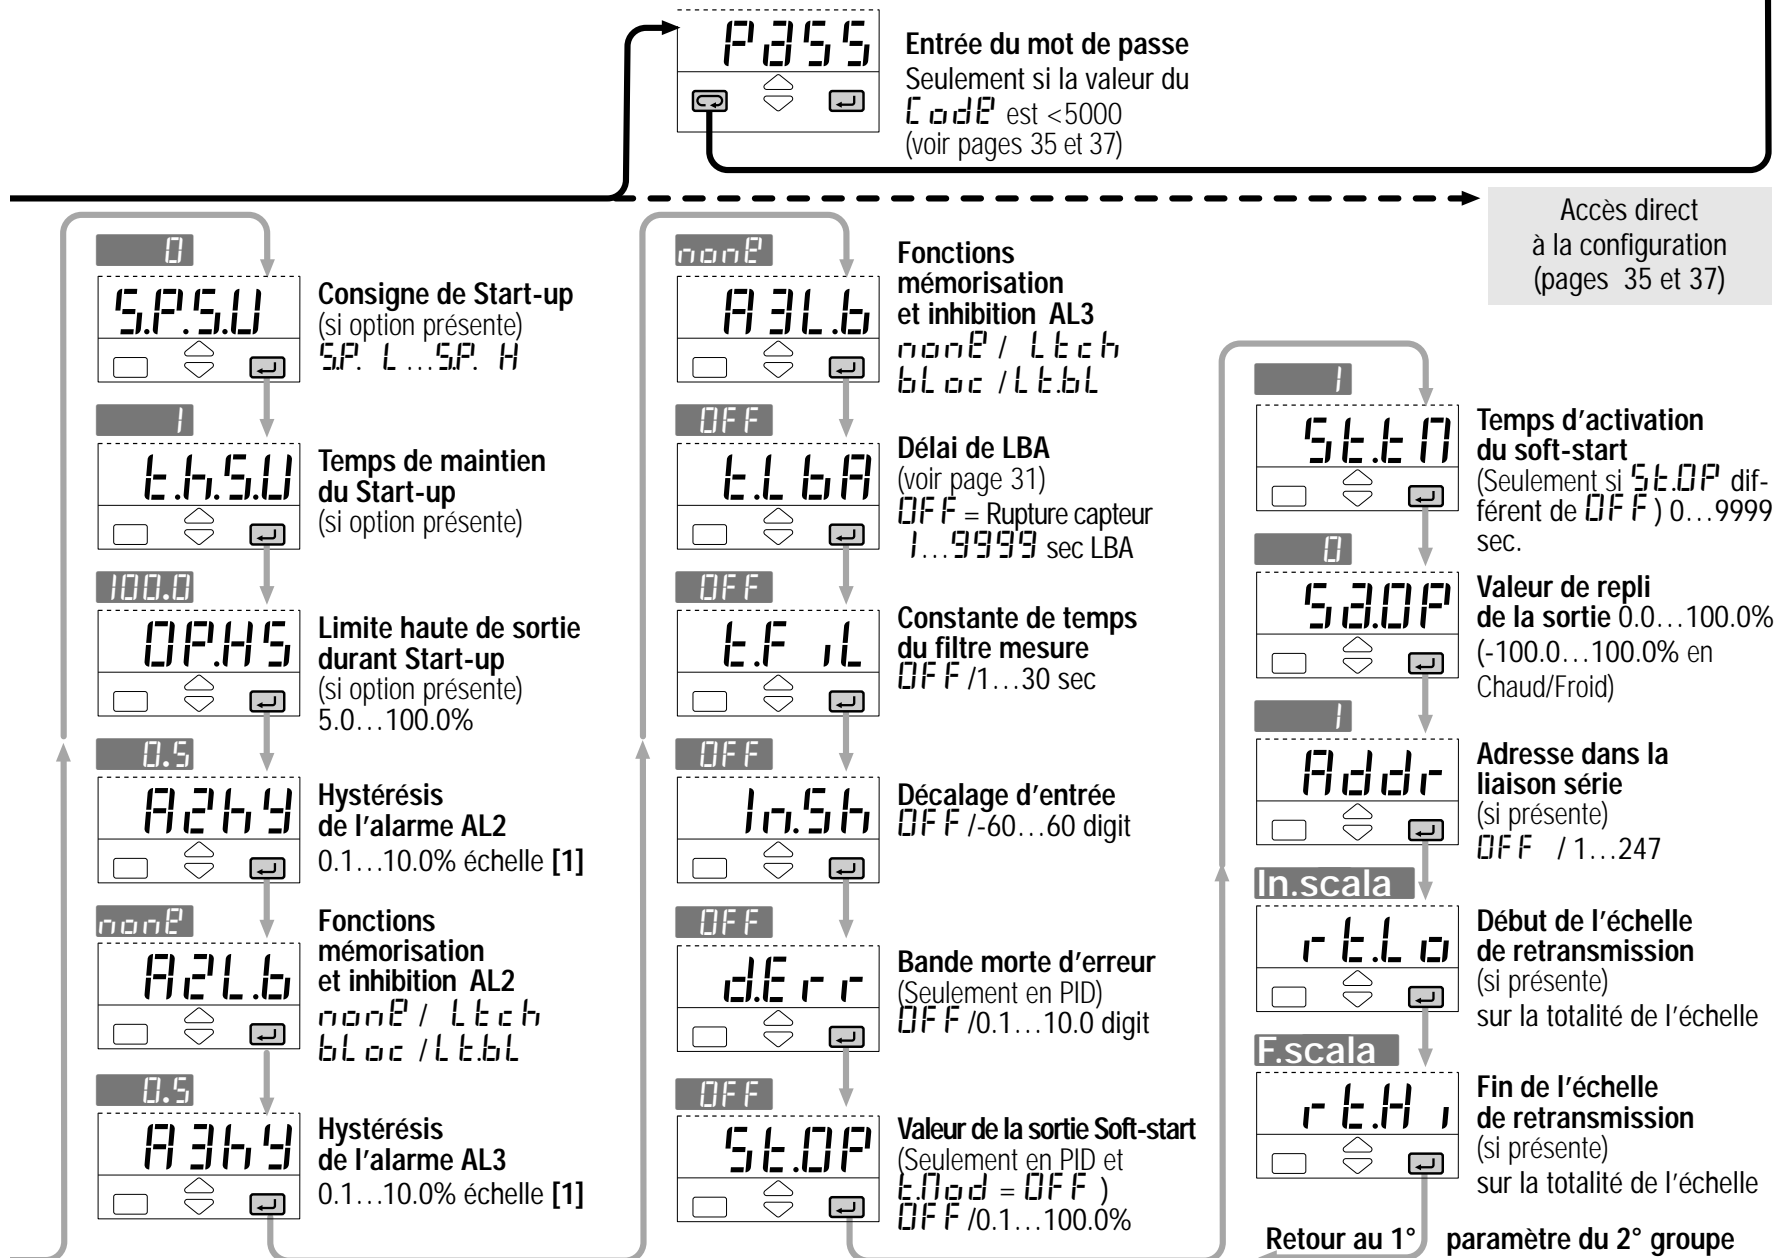 PASS
Entrée du mot de passe
Seulement si la valeur du
CodE est <5000
(voir pages 35 et 37)
Accès direct
à la configuration
(pages 35 et 37)
0
S.P.S.U
Consigne de Start-up
(si option présente)
S.P. L ...S.P. H
1
t.h.S.U
Temps de maintien
du Start-up
(si option présente)
100.0
OP.HS
Limite haute de sortie
durant Start-up
(si option présente)
5.0...100.0%
0.5
A2hY
Hystérésis
de l'alarme AL2
0.1...10.0% échelle [1]
nonE
A2L.b
Fonctions
mémorisation
et inhibition AL2
nonE / Ltch
bLoc / Lt.bL
0.5
A3hY
Hystérésis
de l'alarme AL3
0.1...10.0% échelle [1]
nonE
A3L.b
Fonctions
mémorisation
et inhibition AL3
nonE / Ltch
bLoc / Lt.bL
OFF
t.LbA
Délai de LBA
(voir page 31)
OFF = Rupture capteur
1...9999 sec LBA
OFF
t.FiL
Constante de temps
du filtre mesure
OFF /1...30 sec
OFF
In.Sh
Décalage d'entrée
OFF /-60...60 digit
OFF
d.Err
Bande morte d'erreur
(Seulement en PID)
OFF /0.1...10.0 digit
OFF
St.OP
Valeur de la sortie Soft-start
(Seulement en PID et
t.Mod = OFF )
OFF /0.1...100.0%
1
St.tM
Temps d'activation
du soft-start
(Seulement si St.OP dif-
férent de OFF ) 0...9999
sec.
0
SA.OP
Valeur de repli
de la sortie 0.0...100.0%
(-100.0...100.0% en
Chaud/Froid)
1
Addr
Adresse dans la
liaison série
(si présente)
OFF / 1...247
In.scala
rt.Lo
Début de l'échelle
de retransmission
(si présente)
sur la totalité de l'échelle
F.scala
rt.Hi
Fin de l'échelle
de retransmission
(si présente)
sur la totalité de l'échelle
Retour au 1° paramètre du 2° groupe